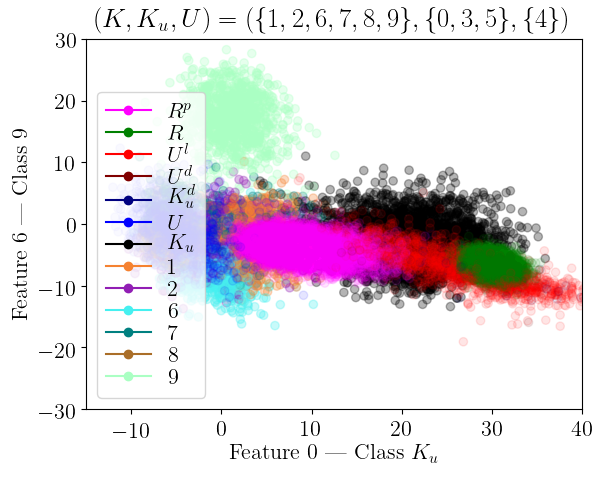 (K, K_u, U) = ({1, 2, 6, 7, 8, 9}, {0, 3, 5}, {4})
30
20
10
0
−10
−20
−30
Feature 6 — Class 9
R^p
R
U^l
U^d
K_u^d
U
K_u
1
2
6
7
8
9
−10 0 10 20 30 40
Feature 0 — Class K_u